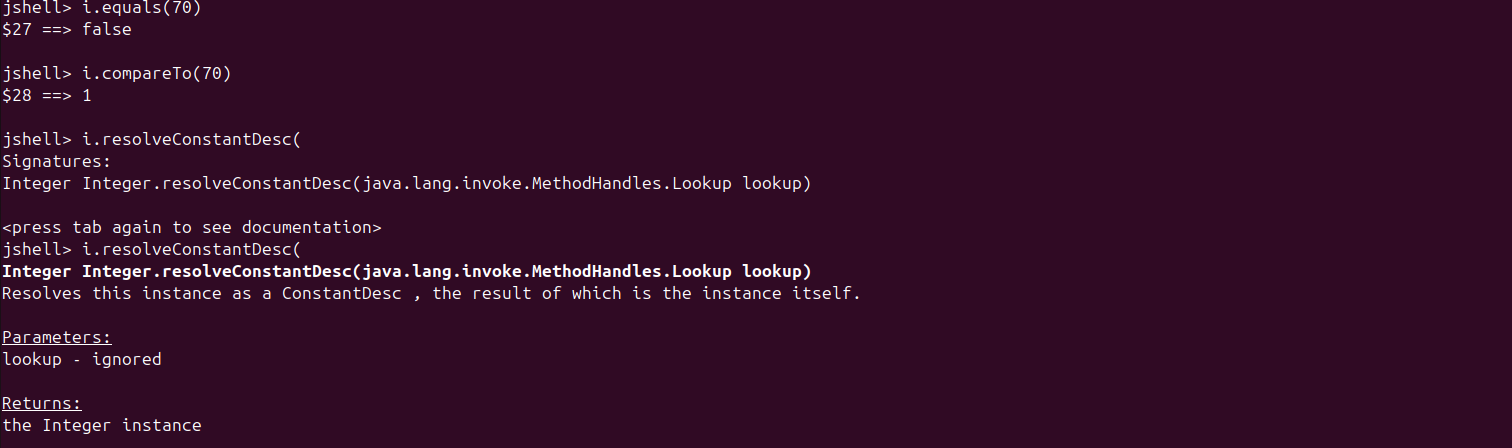 jshell> i.equals(70)
$27 ==> false
jshell> i.compareTo(70)
$28 ==> 1
jshell> i.resolveConstantDesc(
Signatures:
Integer Integer.resolveConstantDesc(java.lang.invoke.MethodHandles.Lookup lookup)
<press tab again to see documentation>
jshell> i.resolveConstantDesc(
Integer Integer.resolveConstantDesc(java.lang.invoke.MethodHandles.Lookup lookup)
Resolves this instance as a ConstantDesc , the result of which is the instance itself.
Parameters:
lookup - ignored
Returns:
the Integer instance